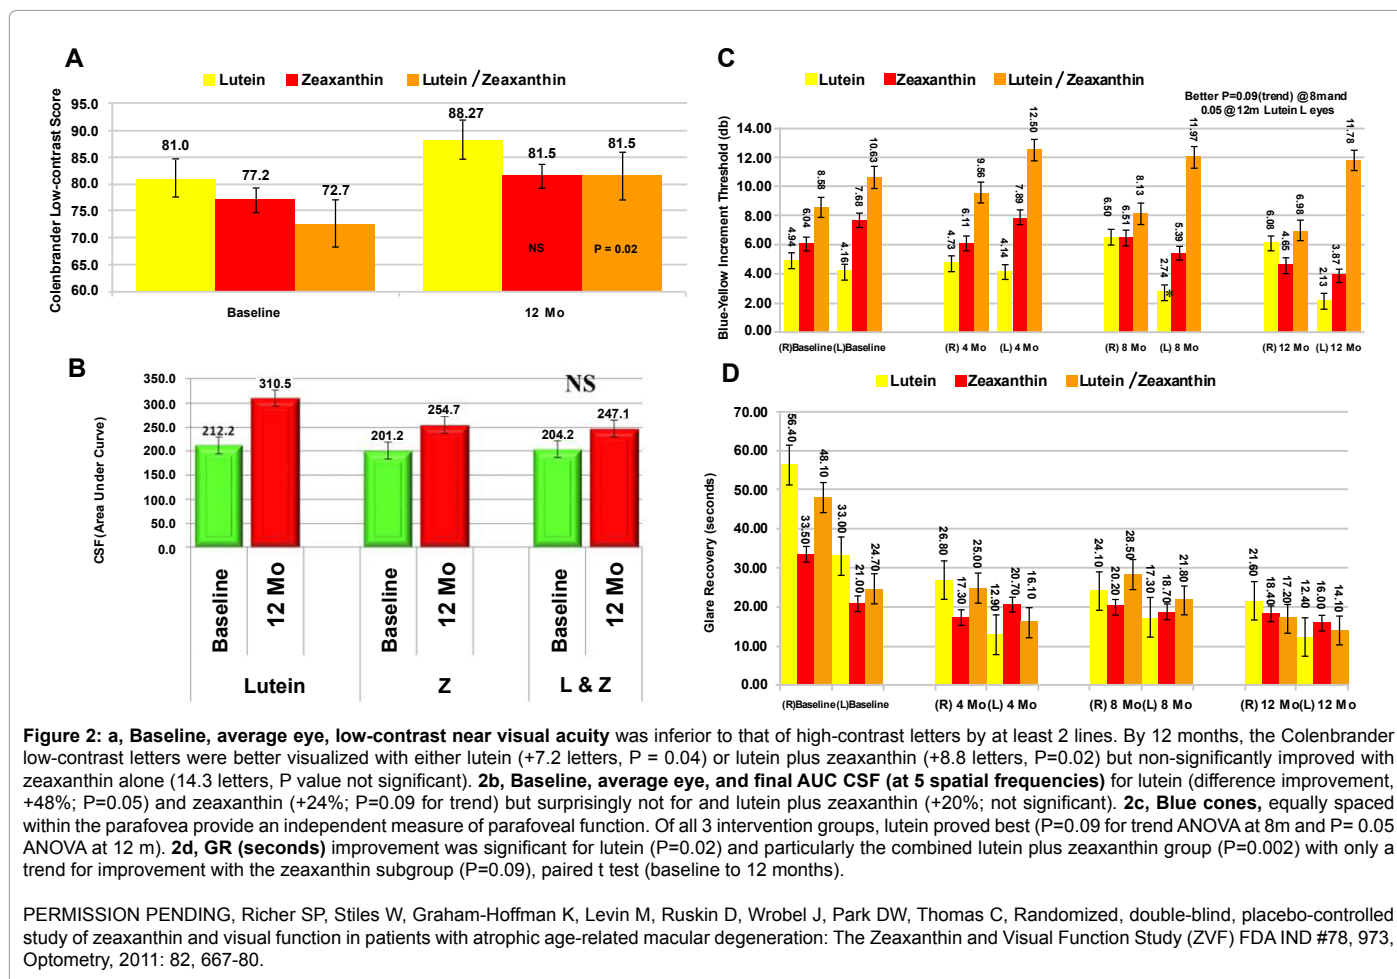 A
Lutein Zeaxanthin Lutein / Zeaxanthin
Colenbrander Low-contrast Score
95.0
90.0
85.0
80.0
75.0
70.0
65.0
60.0
81.0
77.2
72.7
88.27
81.5
81.5
NS
P = 0.02
Baseline
12 Mo
B
NS
CSF (Area Under Curve)
350.0
300.0
250.0
200.0
150.0
100.0
50.0
0.0
212.2
310.5
201.2
254.7
204.2
247.1
Baseline
12 Mo
Baseline
12 Mo
Baseline
12 Mo
Lutein
Z
L & Z
C
Lutein Zeaxanthin Lutein /Zeaxanthin
Better P=0.09(trend) @8mand
0.05 @12m Lutein L eyes
Blue-Yellow Increment Threshold (db)
14.00
12.00
10.00
8.00
6.00
4.00
2.00
0.00
4.94
6.04
8.58
4.16
7.68
10.63
4.73
6.11
9.56
4.14
7.89
12.50
6.50
6.51
8.13
2.74
*
5.39
11.97
6.08
4.65
6.98
2.13
3.87
11.78
(R)Baseline (L)Baseline
(R) 4 Mo
(L) 4 Mo
(R) 8 Mo
(L) 8 Mo
(R) 12 Mo
(L) 12 Mo
D
Lutein Zeaxanthin Lutein /Zeaxanthin
Glare Recovery (seconds)
70.00
60.00
50.00
40.00
30.00
20.00
10.00
0.00
56.40
33.50
48.10
33.00
21.00
24.70
26.80
17.30
25.00
12.90
20.70
16.10
24.10
20.20
28.50
17.30
18.70
21.80
21.60
18.40
17.20
12.40
16.00
14.10
(R)Baseline (L)Baseline
(R) 4 Mo(L) 4 Mo
(R) 8 Mo(L) 8 Mo
(R) 12 Mo(L) 12 Mo
Figure 2: a, Baseline, average eye, low-contrast near visual acuity was inferior to that of high-contrast letters by at least 2 lines. By 12 months, the Colenbrander
low-contrast letters were better visualized with either lutein (+7.2 letters, P = 0.04) or lutein plus zeaxanthin (+8.8 letters, P=0.02) but non-significantly improved with
zeaxanthin alone (14.3 letters, P value not significant). 2b, Baseline, average eye, and final AUC CSF (at 5 spatial frequencies) for lutein (difference improvement,
+48%; P=0.05) and zeaxanthin (+24%; P=0.09 for trend) but surprisingly not for and lutein plus zeaxanthin (+20%; not significant). 2c, Blue cones, equally spaced
within the parafovea provide an independent measure of parafoveal function. Of all 3 intervention groups, lutein proved best (P=0.09 for trend ANOVA at 8m and P= 0.05
ANOVA at 12 m). 2d, GR (seconds) improvement was significant for lutein (P=0.02) and particularly the combined lutein plus zeaxanthin group (P=0.002) with only a
trend for improvement with the zeaxanthin subgroup (P=0.09), paired t test (baseline to 12 months).
PERMISSION PENDING, Richer SP, Stiles W, Graham-Hoffman K, Levin M, Ruskin D, Wrobel J, Park DW, Thomas C, Randomized, double-blind, placebo-controlled
study of zeaxanthin and visual function in patients with atrophic age-related macular degeneration: The Zeaxanthin and Visual Function Study (ZVF) FDA IND #78, 973,
Optometry, 2011: 82, 667-80.